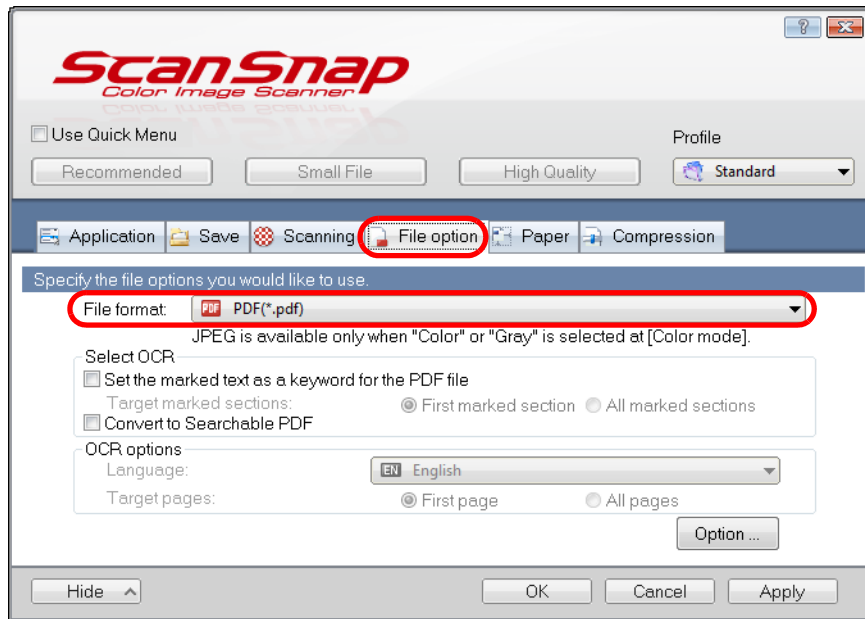 ScanSnap
Color Image Scanner
Use Quick Menu
Profile
Recommended Small File High Quality Standard
Application Save Scanning File option Paper Compression
Specify the file options you would like to use.
File format: PDF PDF(*.pdf)
JPEG is available only when "Color" or "Gray" is selected at [Color mode].
Select OCR
Set the marked text as a keyword for the PDF file
Target marked sections: First marked section All marked sections
Convert to Searchable PDF
OCR options
Language: EN English
Target pages: First page All pages
Option ...
Hide OK Cancel Apply